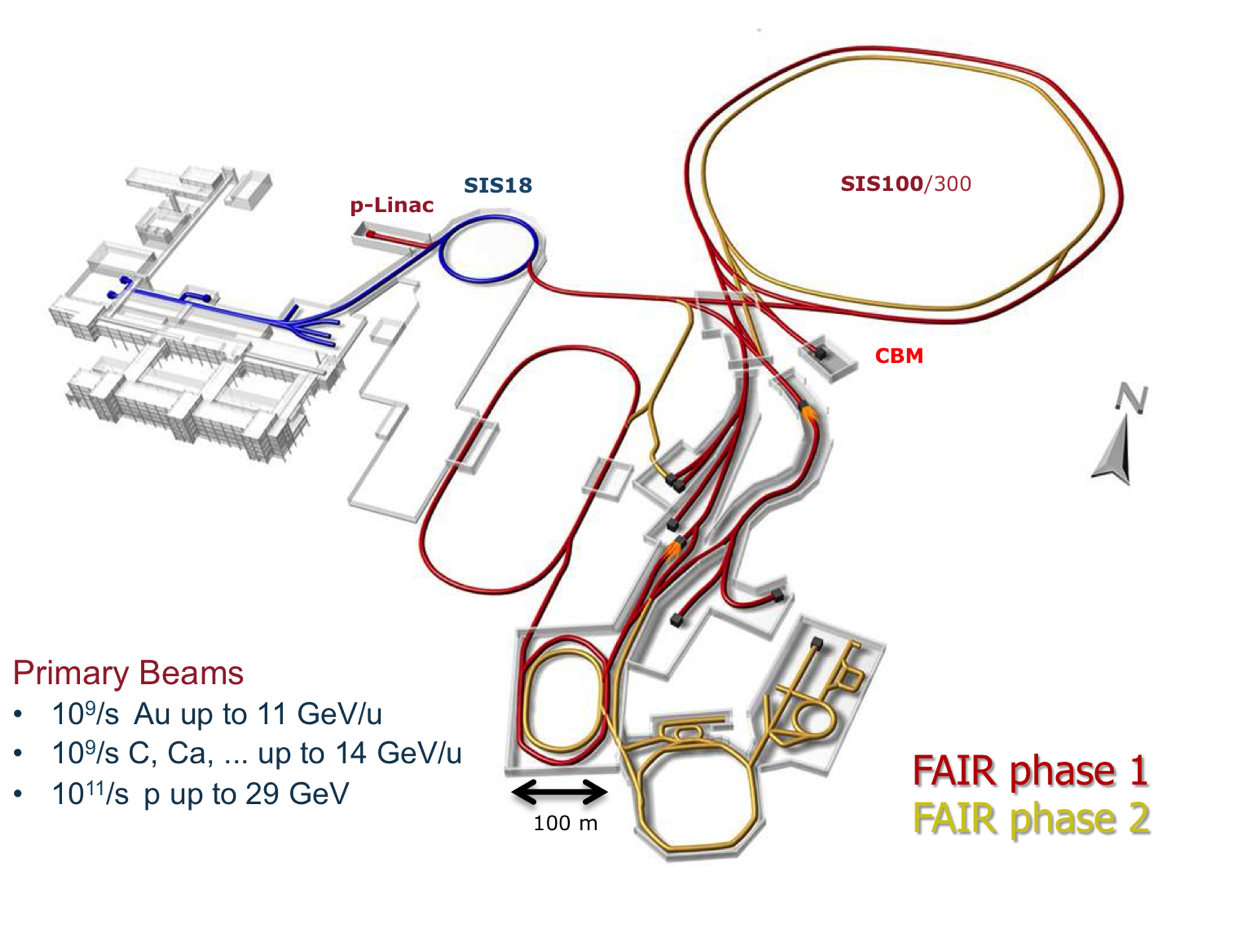 SIS18
p-Linac
SIS100/300
CBM
N
Primary Beams
• 10⁹/s Au up to 11 GeV/u
• 10⁹/s C, Ca, ... up to 14 GeV/u
• 10¹¹/s p up to 29 GeV
100 m
FAIR phase 1
FAIR phase 2